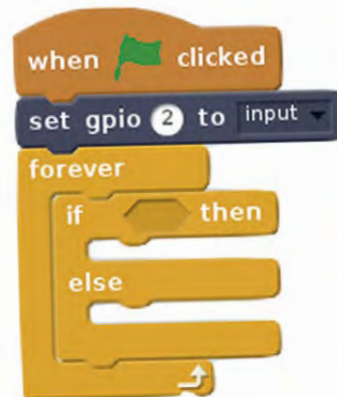 when clicked
set gpio 2 to input
forever
if then
else